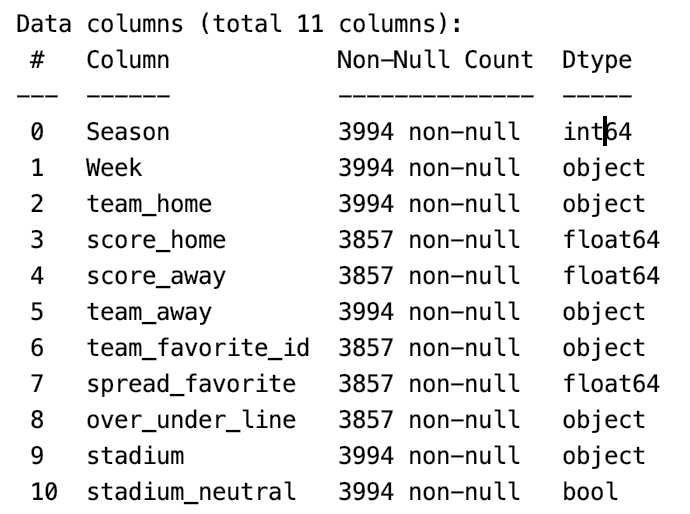 Data columns (total 11 columns):
 #   Column             Non-Null Count  Dtype
---  ------             --------------  -----
 0   Season             3994 non-null   int64
 1   Week               3994 non-null   object
 2   team_home          3994 non-null   object
 3   score_home         3857 non-null   float64
 4   score_away         3857 non-null   float64
 5   team_away          3994 non-null   object
 6   team_favorite_id   3857 non-null   object
 7   spread_favorite    3857 non-null   float64
 8   over_under_line    3857 non-null   object
 9   stadium            3994 non-null   object
 10  stadium_neutral    3994 non-null   bool